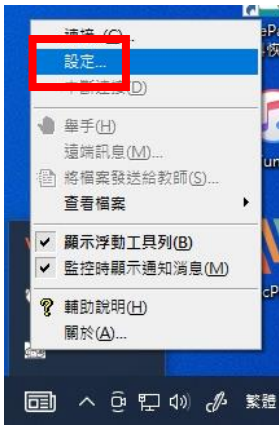 連接...(C)...
設定...
中斷連接(D)
舉手(H)
遠端訊息(M)...
將檔案發送給教師(S)...
查看檔案
顯示浮動工具列(B)
監控時顯示通知消息(M)
輔助說明(H)
關於(A)...
繁體